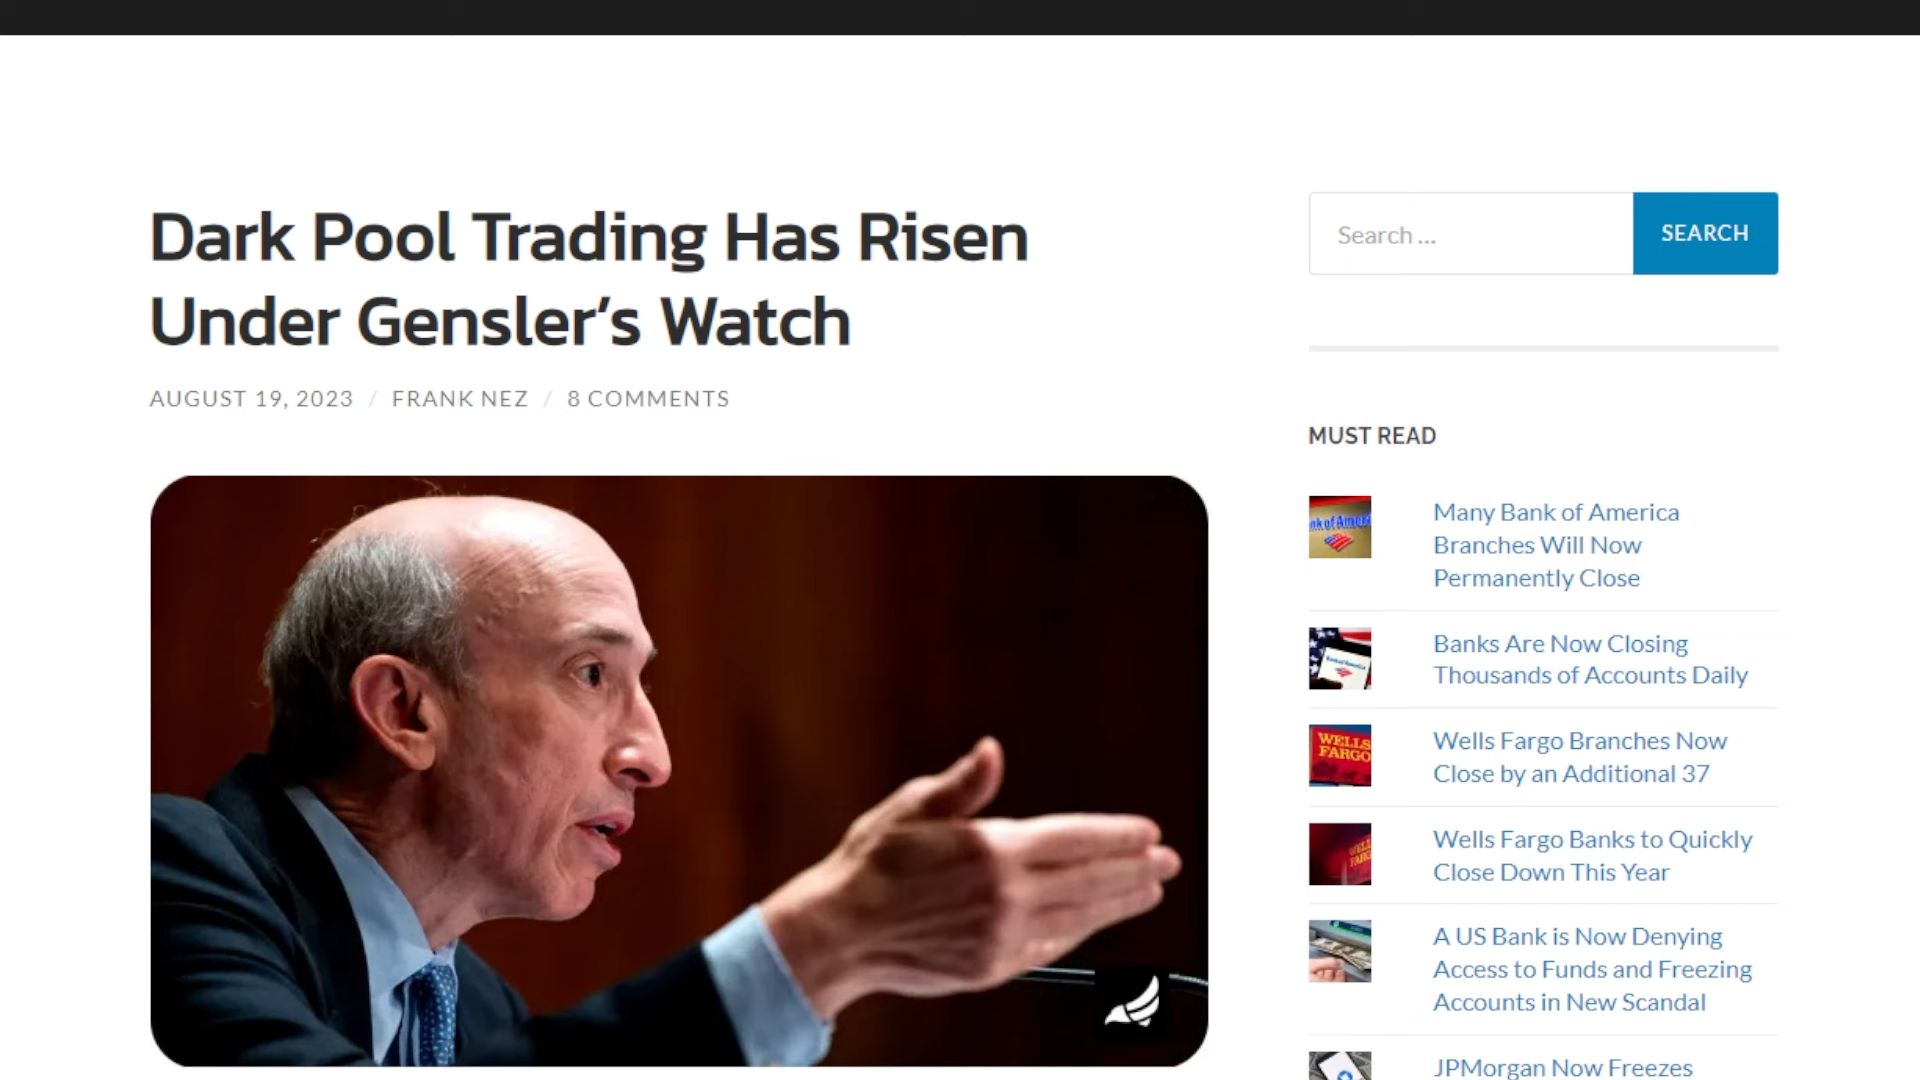 Dark Pool Trading Has Risen
Under Gensler’s Watch
AUGUST 19, 2023 / FRANK NEZ / 8 COMMENTS
Search ...
SEARCH
MUST READ
Many Bank of America
Branches Will Now
Permanently Close
Banks Are Now Closing
Thousands of Accounts Daily
WELLS
FARGO
Wells Fargo Branches Now
Close by an Additional 37
Wells Fargo Banks to Quickly
Close Down This Year
A US Bank is Now Denying
Access to Funds and Freezing
Accounts in New Scandal
JPMorgan Now Freezes